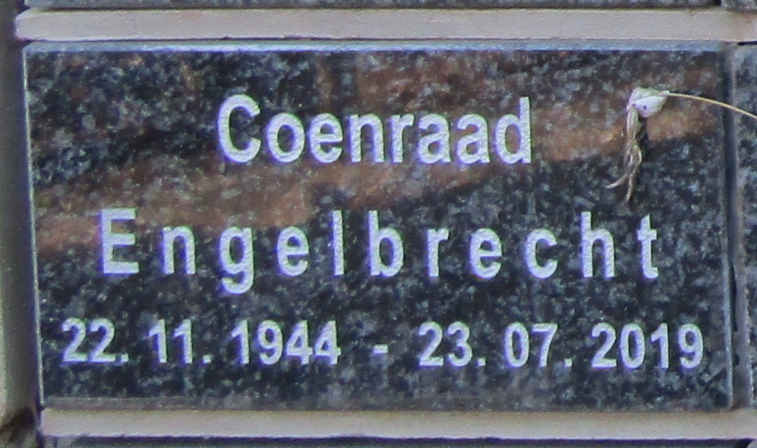 Coenraad
Engelbrecht
22. 11. 1944 - 23. 07. 2019